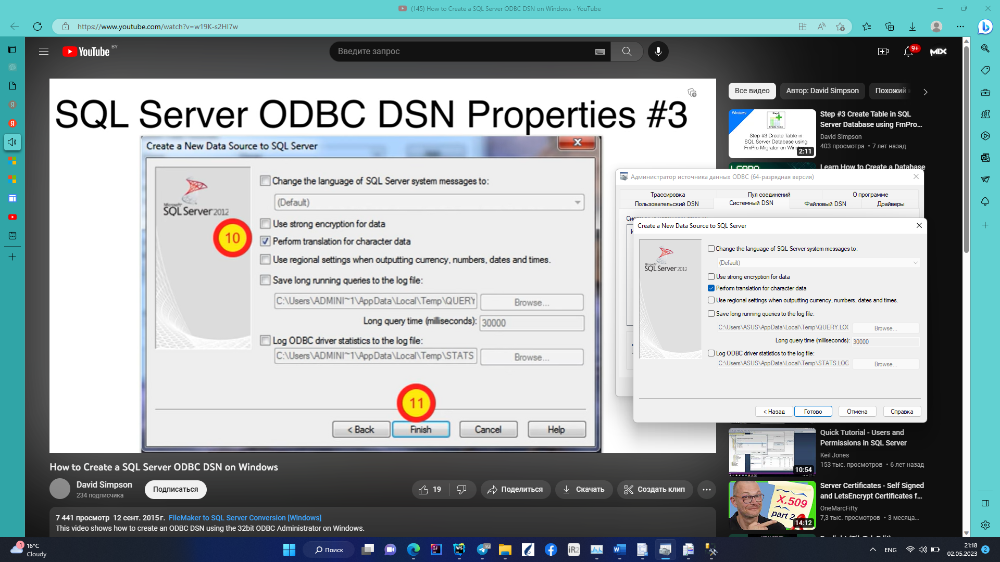 (145) How to Create a SQL Server ODBC DSN on Windows - YouTube
https://www.youtube.com/watch?v=w19K-s2HI7w
YouTube BY
Введите запрос
9+
MIX
SQL Server ODBC DSN Properties #3
Create a New Data Source to SQL Server
Microsoft
SQL Server 2012
Change the language of SQL Server system messages to:
(Default)
Use strong encryption for data
10
Perform translation for character data
Use regional settings when outputting currency, numbers, dates and times.
Save long running queries to the log file:
C:\Users\ADMINI~1\AppData\Local\Temp\QUERY
Browse...
Long query time (milliseconds):
30000
Log ODBC driver statistics to the log file:
C:\Users\ADMINI~1\AppData\Local\Temp\STATS
Browse...
11
< Back
Finish
Cancel
Help
Все видео
Автор: David Simpson
Похожий
Windows
Step 3
Create Table
Step #3 Create Table in
SQL Server Database using
FmPro Migrator on Wind
2:11
Step #3 Create Table in SQL
Server Database using FmPro...
David Simpson
403 просмотра • 7 лет назад
Learn How to Create a Database
Администратор источника данных ODBC (64-разрядная версия)
Трассировка
Пул соединений
О программе
Пользовательский DSN
Системный DSN
Файловый DSN
Драйверы
Create a New Data Source to SQL Server
Microsoft
SQL Server 2012
Change the language of SQL Server system messages to:
(Default)
Use strong encryption for data
Perform translation for character data
Use regional settings when outputting currency, numbers, dates and times.
Save long running queries to the log file:
C:\Users\ASUS\AppData\Local\Temp\QUERY.LOG
Browse...
Long query time (milliseconds):
30000
Log ODBC driver statistics to the log file:
C:\Users\ASUS\AppData\Local\Temp\STATS.LOG
Browse...
< Назад
Готово
Отмена
Справка
10:54
Quick Tutorial - Users and
Permissions in SQL Server
Keil Jones
153 тыс. просмотров • 6 лет назад
X.509
part 2
14:12
Server Certificates - Self Signed
and LetsEncrypt Certificates f...
OneMarcFifty
7,3 тыс. просмотров • 3 месяца...
How to Create a SQL Server ODBC DSN on Windows
David Simpson
234 подписчика
Подписаться
19
Поделиться
Скачать
Создать клип
7 441 просмотр 12 сент. 2015 г. FileMaker to SQL Server Conversion [Windows]
This video shows how to create an ODBC DSN using the 32bit ODBC Administrator on Windows.
1
16°C
Cloudy
Поиск
92
iR2
ENG
21:18
02.05.2023
2